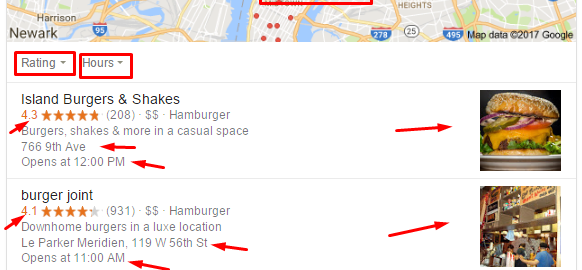 Harrison
HEIGHTS
Newark
278
25
495
495
Map data ©2017 Google
Rating
Hours
Island Burgers & Shakes
4.3 (208) · $$ · Hamburger
Burgers, shakes & more in a casual space
766 9th Ave
Opens at 12:00 PM
burger joint
4.1 (931) · $$ · Hamburger
Downhome burgers in a luxe location
Le Parker Meridien, 119 W 56th St
Opens at 11:00 AM